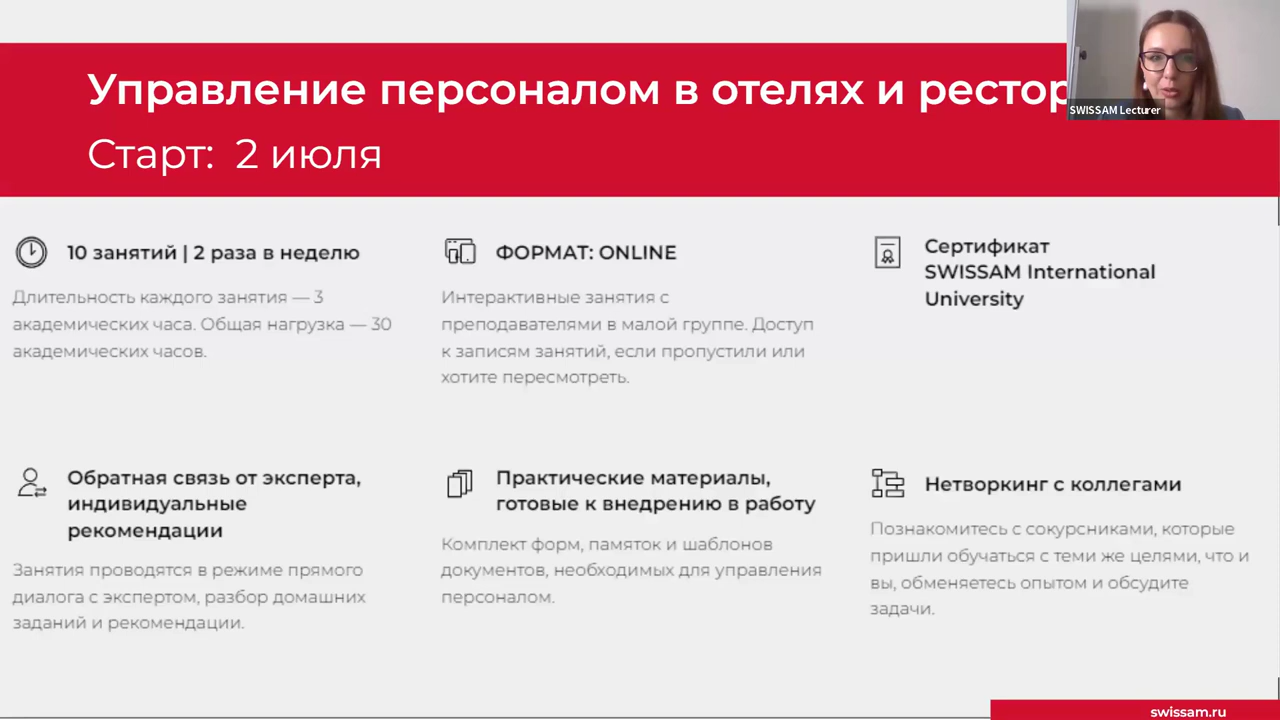 Управление персоналом в отелях и
SWISSAM Lecturer
Старт: 2 июля
10 занятий | 2 раза в неделю
Длительность каждого занятия — 3
академических часа. Общая нагрузка — 30
академических часов.
ФОРМАТ: ONLINE
Интерактивные занятия с
преподавателями в малой группе. Доступ
к записям занятий, если пропустили или
хотите пересмотреть.
Сертификат
SWISSAM International
University
Обратная связь от эксперта,
индивидуальные
рекомендации
Занятия проводятся в режиме прямого
диалога с экспертом, разбор домашних
заданий и рекомендации.
Практические материалы,
готовые к внедрению в работу
Комплект форм, памяток и шаблонов
документов, необходимых для управления
персоналом.
Нетворкинг с коллегами
Познакомитесь с сокурсниками, которые
пришли обучаться с теми же целями, что и
вы, обменяетесь опытом и обсудите
задачи.
swissam.ru